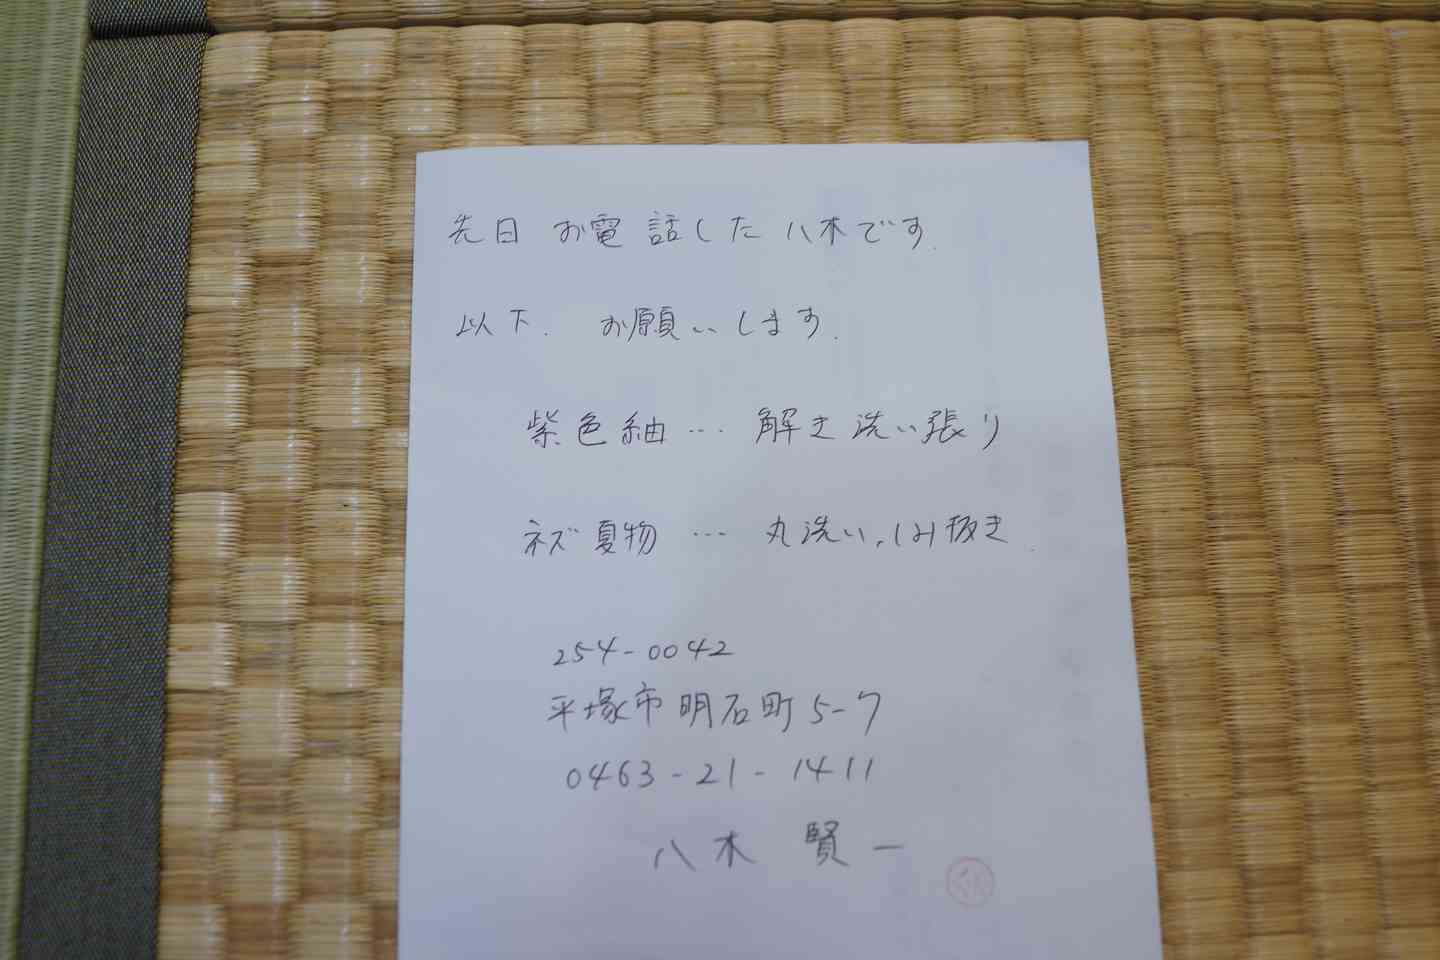 先日 お電話した八木です.
以下. お願いします.
紫色紬 … 解き洗い張り
ネズ夏物 … 丸洗い, しみ抜き.
254-0042
平塚市明石町5-7
0463-21-1411
八木 賢一